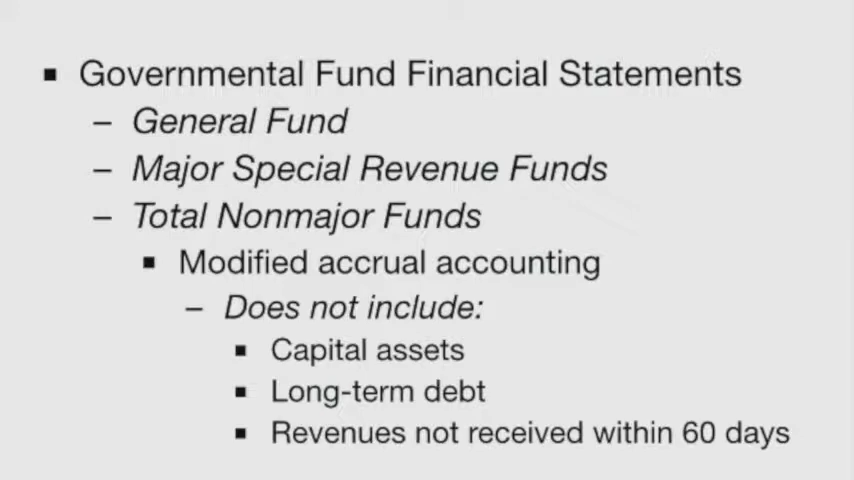 ▪ Governmental Fund Financial Statements
– General Fund
– Major Special Revenue Funds
– Total Nonmajor Funds
▪ Modified accrual accounting
– Does not include:
▪ Capital assets
▪ Long-term debt
▪ Revenues not received within 60 days